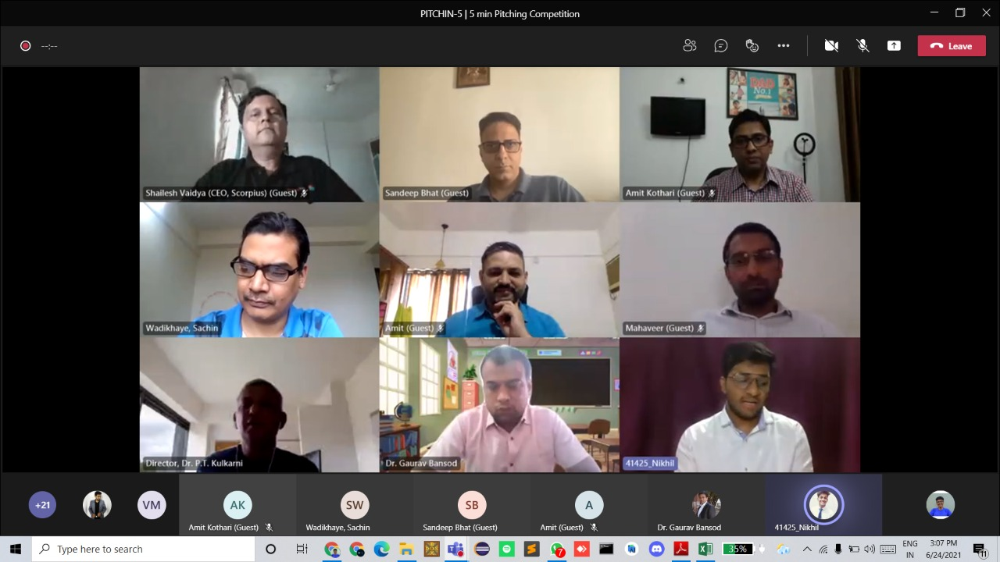 PITCHIN-5 | 5 min Pitching Competition
--:--
Leave
No.1
Shailesh Vaidya (CEO, Scorpius) (Guest)
Sandeep Bhat (Guest)
Amit Kothari (Guest)
Wadikhaye, Sachin
Amit (Guest)
Mahaveer (Guest)
Director, Dr. P.T. Kulkarni
Dr. Gaurav Bansod
41425_Nikhil
+21
VM
AK
SW
SB
A
Amit Kothari (Guest)
Wadikhaye, Sachin
Sandeep Bhat (Guest)
Amit (Guest)
Dr. Gaurav Bansod
41425_Nikhil
Type here to search
7
35%
ENG
IN
3:07 PM
6/24/2021
11